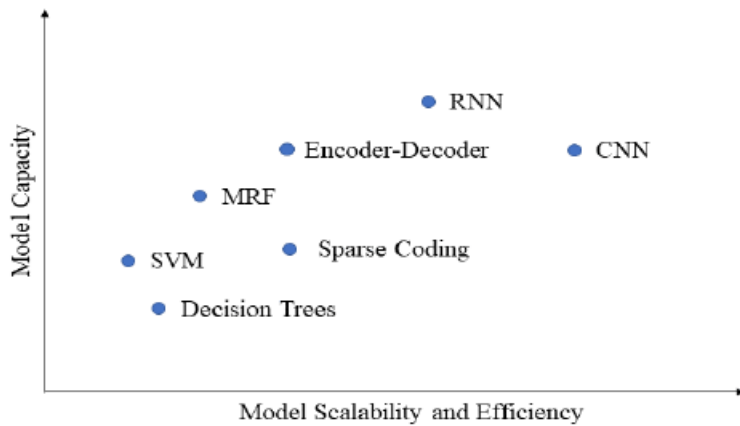 RNN
Encoder-Decoder
CNN
MRF
Sparse Coding
SVM
Decision Trees
Model Capacity
Model Scalability and Efficiency